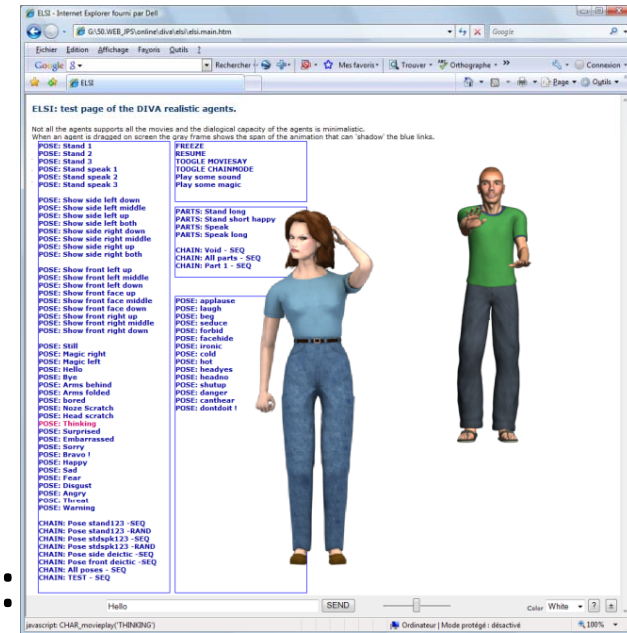 ELSI - Internet Explorer fourni par Dell
G:\50.WEB_JPS\online\diva\elsi\elsi.main.htm
Google
Fichier Edition Affichage Favoris Outils ?
Google Rechercher Mes favoris Trouver Orthographe Connexion
ELSI Page Outils
ELSI: test page of the DIVA realistic agents.
Not all the agents supports all the movies and the dialogical capacity of the agents is minimalistic.
When an agent is dragged on screen the gray frame shows the span of the animation that can 'shadow' the blue links.
POSE: Stand 1
POSE: Stand 2
POSE: Stand 3
POSE: Stand speak 1
POSE: Stand speak 2
POSE: Stand speak 3
POSE: Show side left down
POSE: Show side left middle
POSE: Show side left up
POSE: Show side left both
POSE: Show side right down
POSE: Show side right middle
POSE: Show side right up
POSE: Show side right both
POSE: Show front left up
POSE: Show front left middle
POSE: Show front left down
POSE: Show front face up
POSE: Show front face middle
POSE: Show front face down
POSE: Show front right up
POSE: Show front right middle
POSE: Show front right down
POSE: Still
POSE: Magic right
POSE: Magic left
POSE: Hello
POSE: Bye
POSE: Arms behind
POSE: Arms folded
POSE: bored
POSE: Noze Scratch
POSE: Head scratch
POSE: Thinking
POSE: Surprised
POSE: Embarrassed
POSE: Sorry
POSE: Bravo !
POSE: Happy
POSE: Sad
POSE: Fear
POSE: Disgust
POSE: Angry
POSE: Threat
POSE: Warning
CHAIN: Pose stand123 -SEQ
CHAIN: Pose stand123 -RAND
CHAIN: Pose stdspk123 -SEQ
CHAIN: Pose stdspk123 -RAND
CHAIN: Pose side deictic -SEQ
CHAIN: Pose front deictic -SEQ
CHAIN: All poses - SEQ
CHAIN: TEST - SEQ
FREEZE
RESUME
TOOGLE MOVIESAY
TOOGLE CHAINMODE
Play some sound
Play some magic
PARTS: Stand long
PARTS: Stand short happy
PARTS: Speak
PARTS: Speak long
CHAIN: Void - SEQ
CHAIN: All parts - SEQ
CHAIN: Part 1 - SEQ
POSE: applause
POSE: laugh
POSE: beg
POSE: seduce
POSE: forbid
POSE: facehide
POSE: ironic
POSE: cold
POSE: hot
POSE: headyes
POSE: headno
POSE: shutup
POSE: danger
POSE: canthear
POSE: dontdoit !
Hello SEND Color White ? ±
javascript: CHAR_movieplay('THINKING') Ordinateur | Mode protégé : désactivé 100%